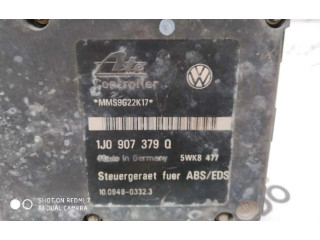 Ate
Controller
*MMS9G22K17*
1J0 907 379 Q
Made in Germany 5WK8 477
Steuergeraet fuer ABS/EDS
10.0948-0332.3
SHOT ON REDMI 7
AI DUAL CAMERA